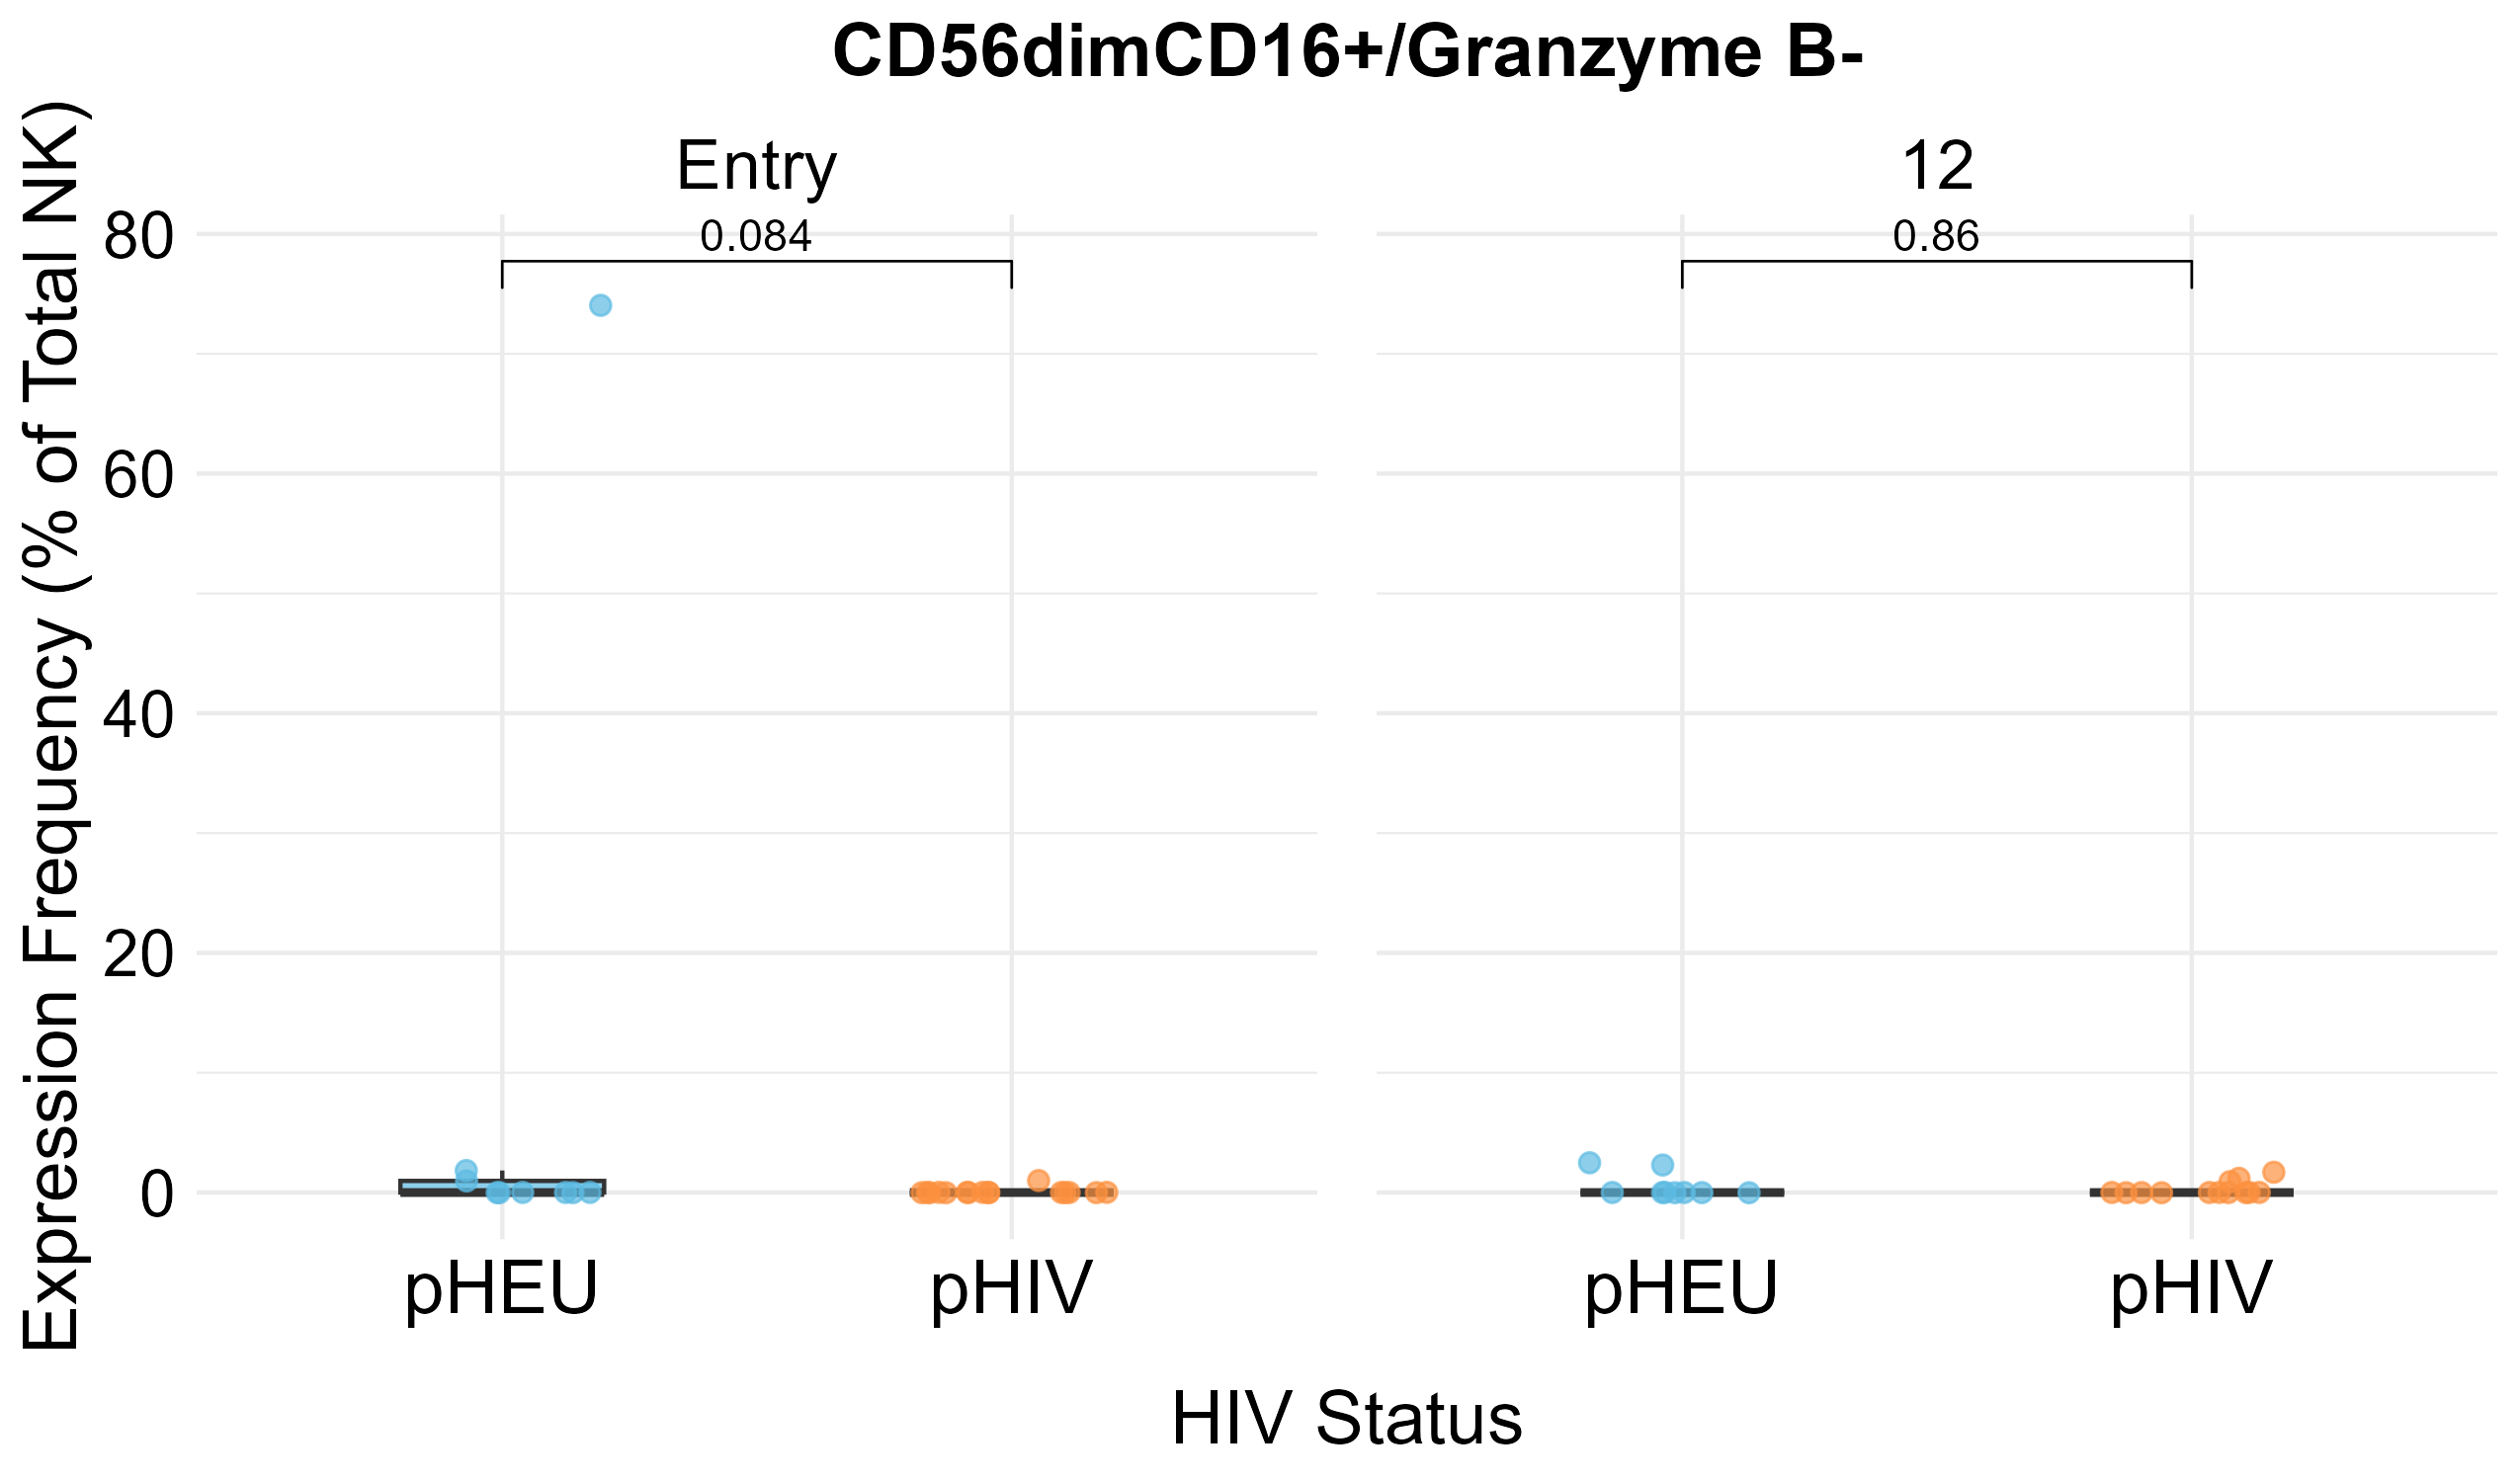 CD56dimCD16+/Granzyme B-
Entry
12
0.084
0.86
Expression Frequency (% of Total NK)
80
60
40
20
0
pHEU
pHIV
pHEU
pHIV
HIV Status